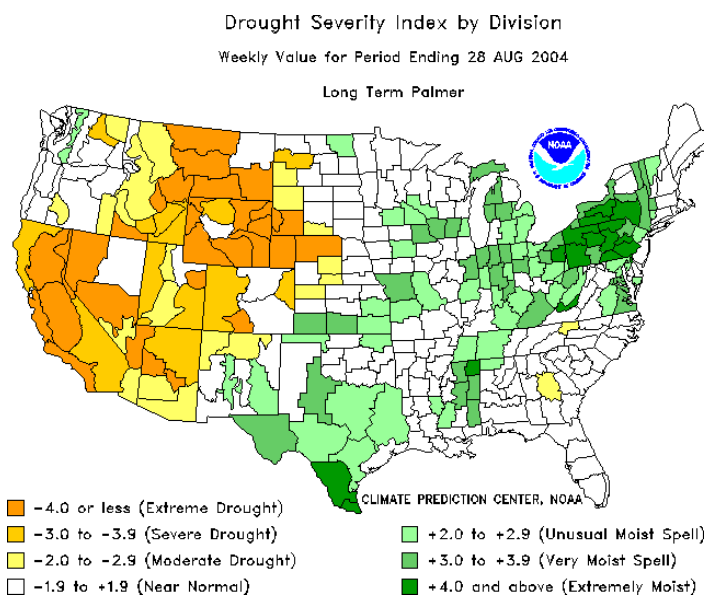 Drought Severity Index by Division
Weekly Value for Period Ending 28 AUG 2004
Long Term Palmer
NOAA
CLIMATE PREDICTION CENTER, NOAA
-4.0 or less (Extreme Drought)
-3.0 to -3.9 (Severe Drought)
-2.0 to -2.9 (Moderate Drought)
-1.9 to +1.9 (Near Normal)
+2.0 to +2.9 (Unusual Moist Spell)
+3.0 to +3.9 (Very Moist Spell)
+4.0 and above (Extremely Moist)